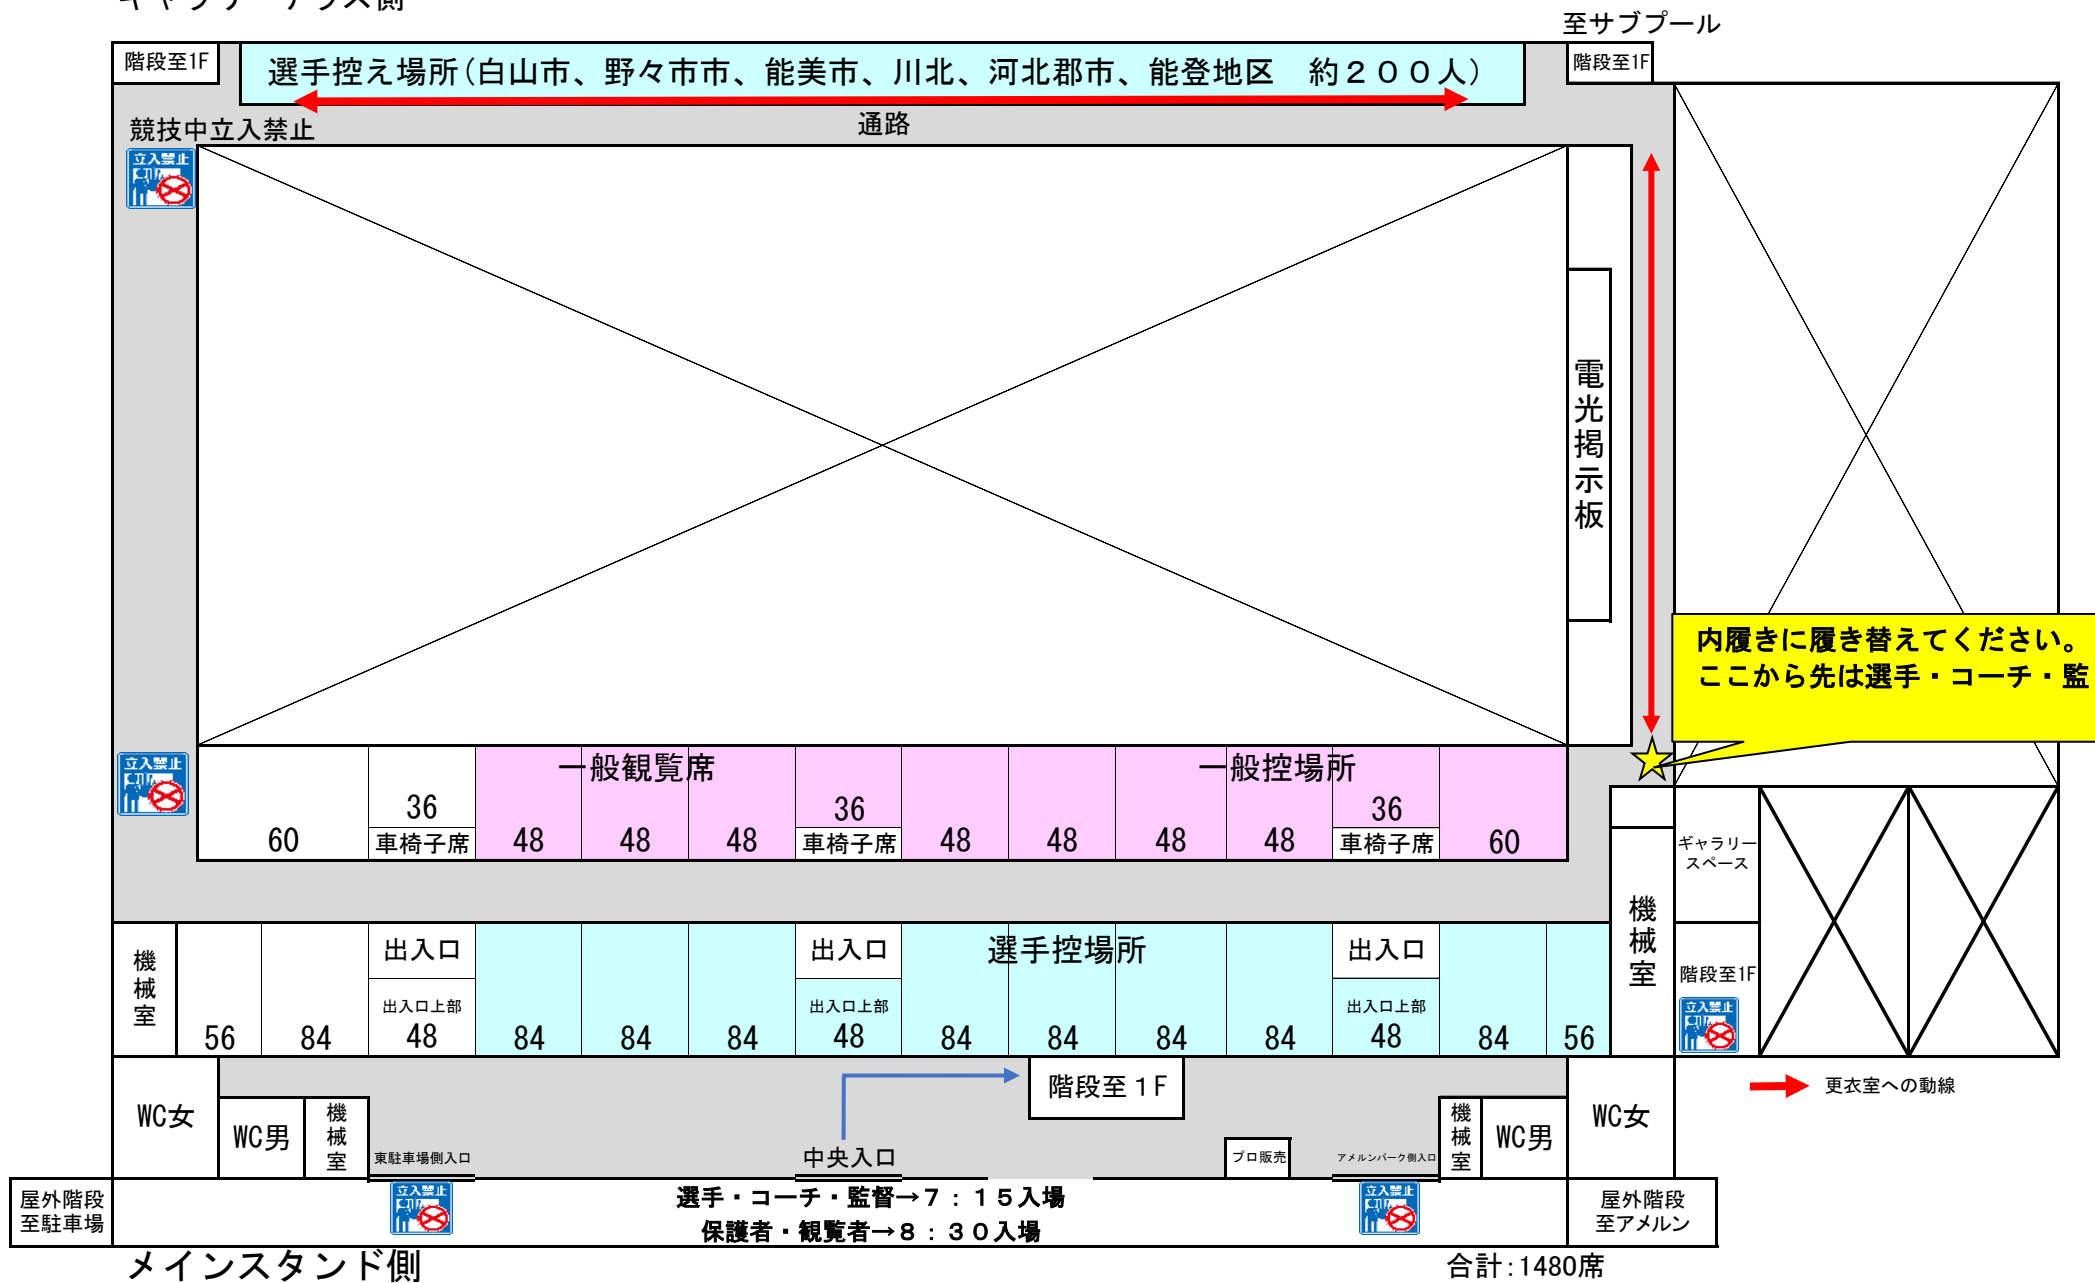 至サブプール
階段至1F
選手控え場所(白山市、野々市市、能美市、川北、河北郡市、能登地区　約２００人)
階段至1F
競技中立入禁止
通路
立入禁止
電光掲示板
内履きに履き替えてください。
ここから先は選手・コーチ・監
立入禁止
一般観覧席
一般控場所
36
36
36
60
車椅子席
48
48
48
車椅子席
48
48
48
48
車椅子席
60
ギャラリー
スペース
機械室
機械室
出入口
出入口
選手控場所
出入口
階段至1F
出入口上部
出入口上部
出入口上部
立入禁止
56
84
48
84
84
84
48
84
84
84
84
48
84
56
階段至１F
更衣室への動線
WC女
WC男
機械室
機械室
WC男
WC女
東駐車場側入口
中央入口
プロ販売
アメルンパーク側入口
屋外階段
至駐車場
立入禁止
選手・コーチ・監督→７：１５入場
保護者・観覧者→８：３０入場
立入禁止
屋外階段
至アメルン
メインスタンド側
合計:1480席